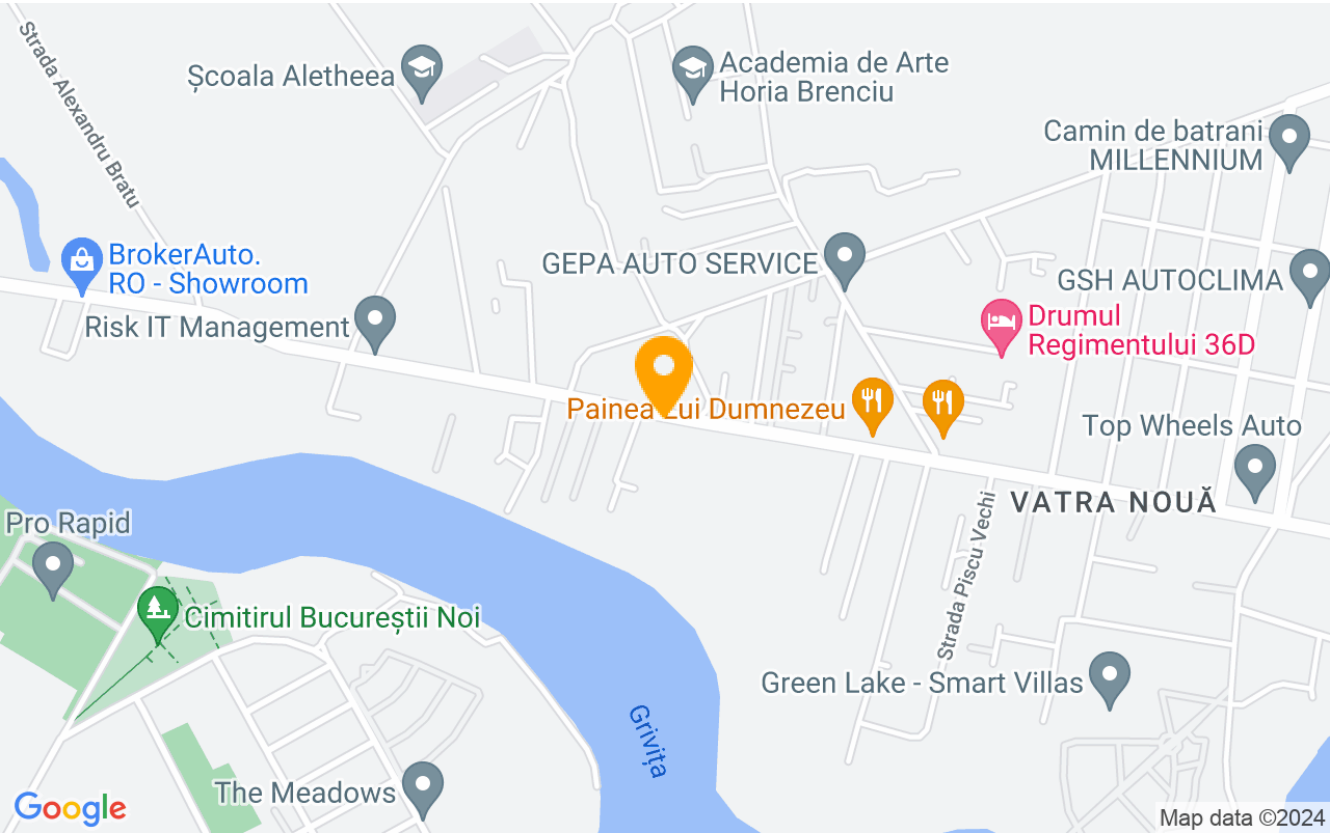 Strada Alexandru Bratu
Școala Aletheea
Academia de Arte
Horia Brenciu
Camin de batrani
MILLENNIUM
BrokerAuto.
RO - Showroom
GEPA AUTO SERVICE
GSH AUTOCLIMA
Risk IT Management
Drumul
Regimentului 36D
Painea Lui Dumnezeu
Top Wheels Auto
VATRA NOUĂ
Pro Rapid
Strada Piscu Vechi
Cimitirul Bucureștii Noi
Green Lake - Smart Villas
Grivița
The Meadows
Google
Map data ©2024